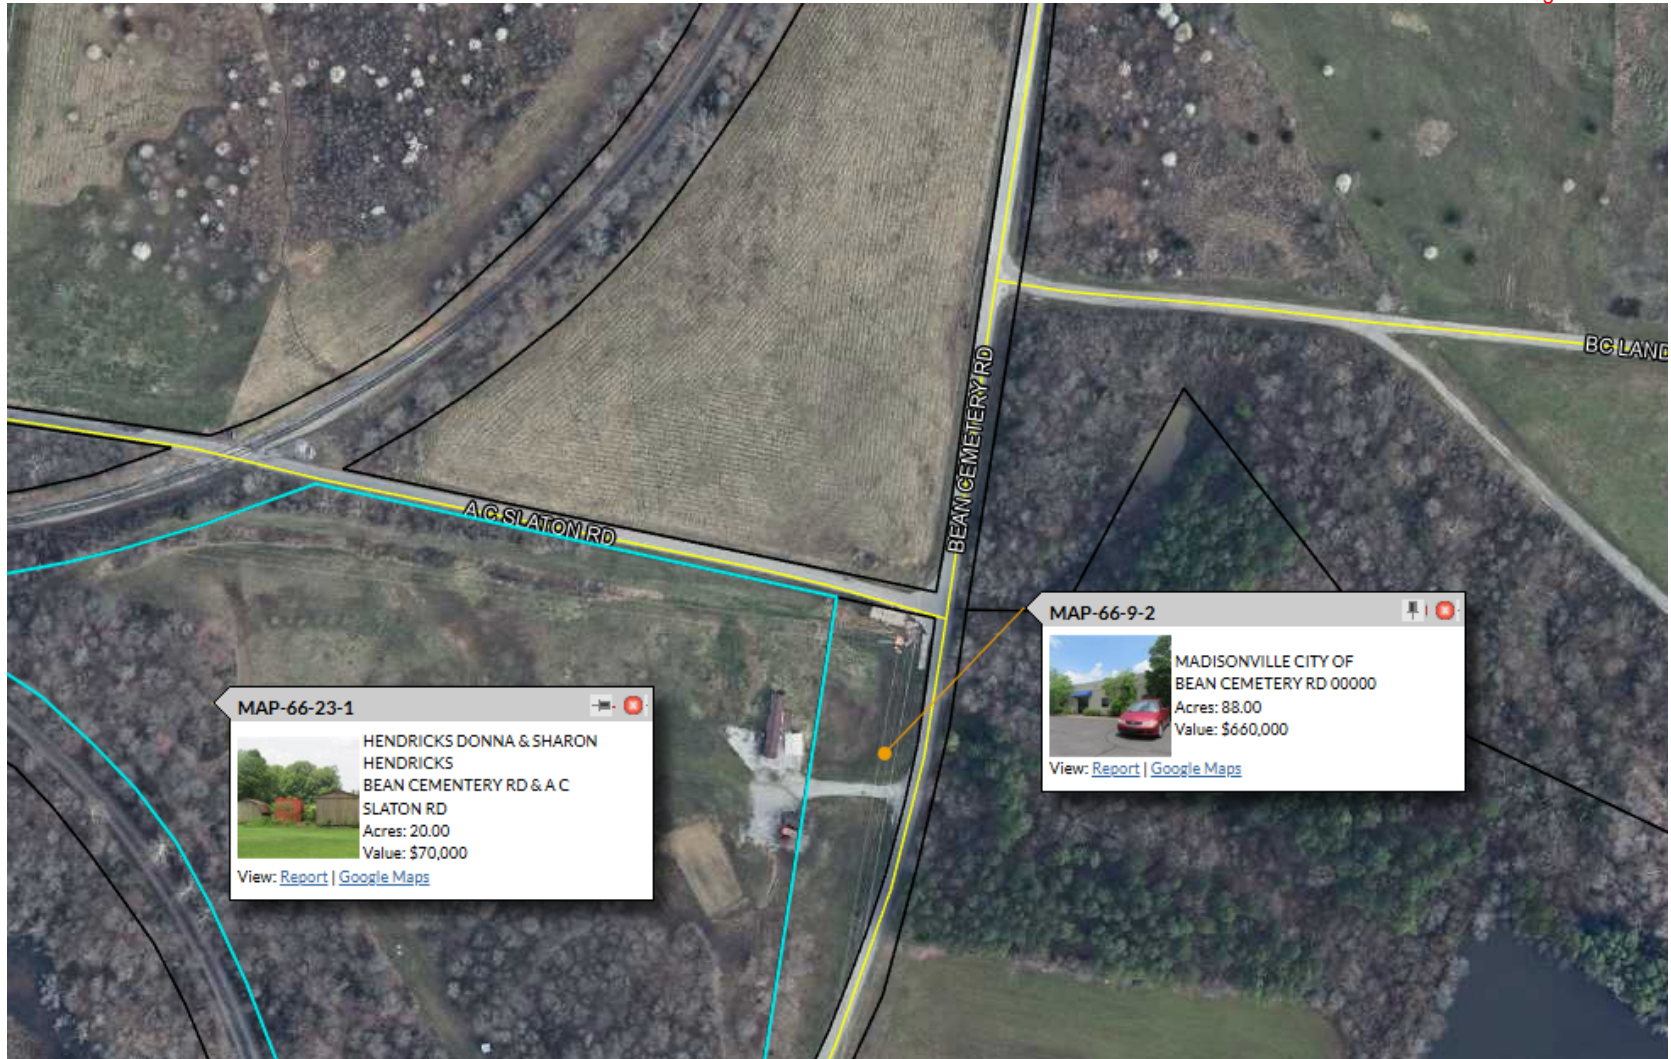 BC LAND
BEAN CEMETERY RD
A C SLATON RD
MAP-66-9-2
MADISONVILLE CITY OF
BEAN CEMETERY RD 00000
Acres: 88.00
Value: $660,000
View: Report | Google Maps
MAP-66-23-1
HENDRICKS DONNA & SHARON
HENDRICKS
BEAN CEMENTERY RD & A C
SLATON RD
Acres: 20.00
Value: $70,000
View: Report | Google Maps